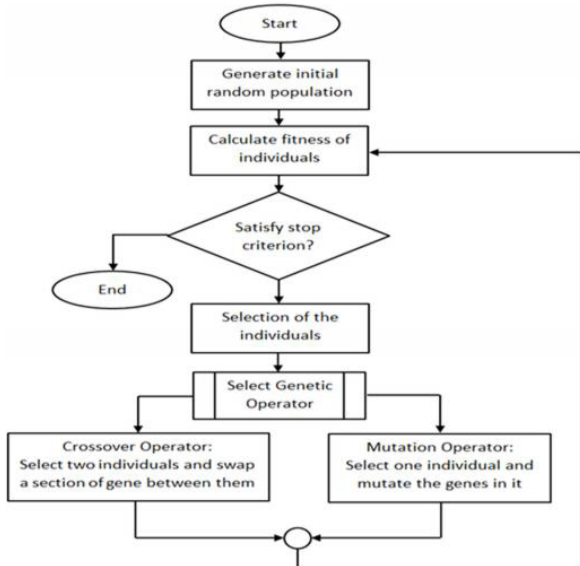 Start
Generate initial
random population
Calculate fitness of
individuals
Satisfy stop
criterion?
End
Selection of the
individuals
Select Genetic
Operator
Crossover Operator:
Select two individuals and swap
a section of gene between them
Mutation Operator:
Select one individual and
mutate the genes in it